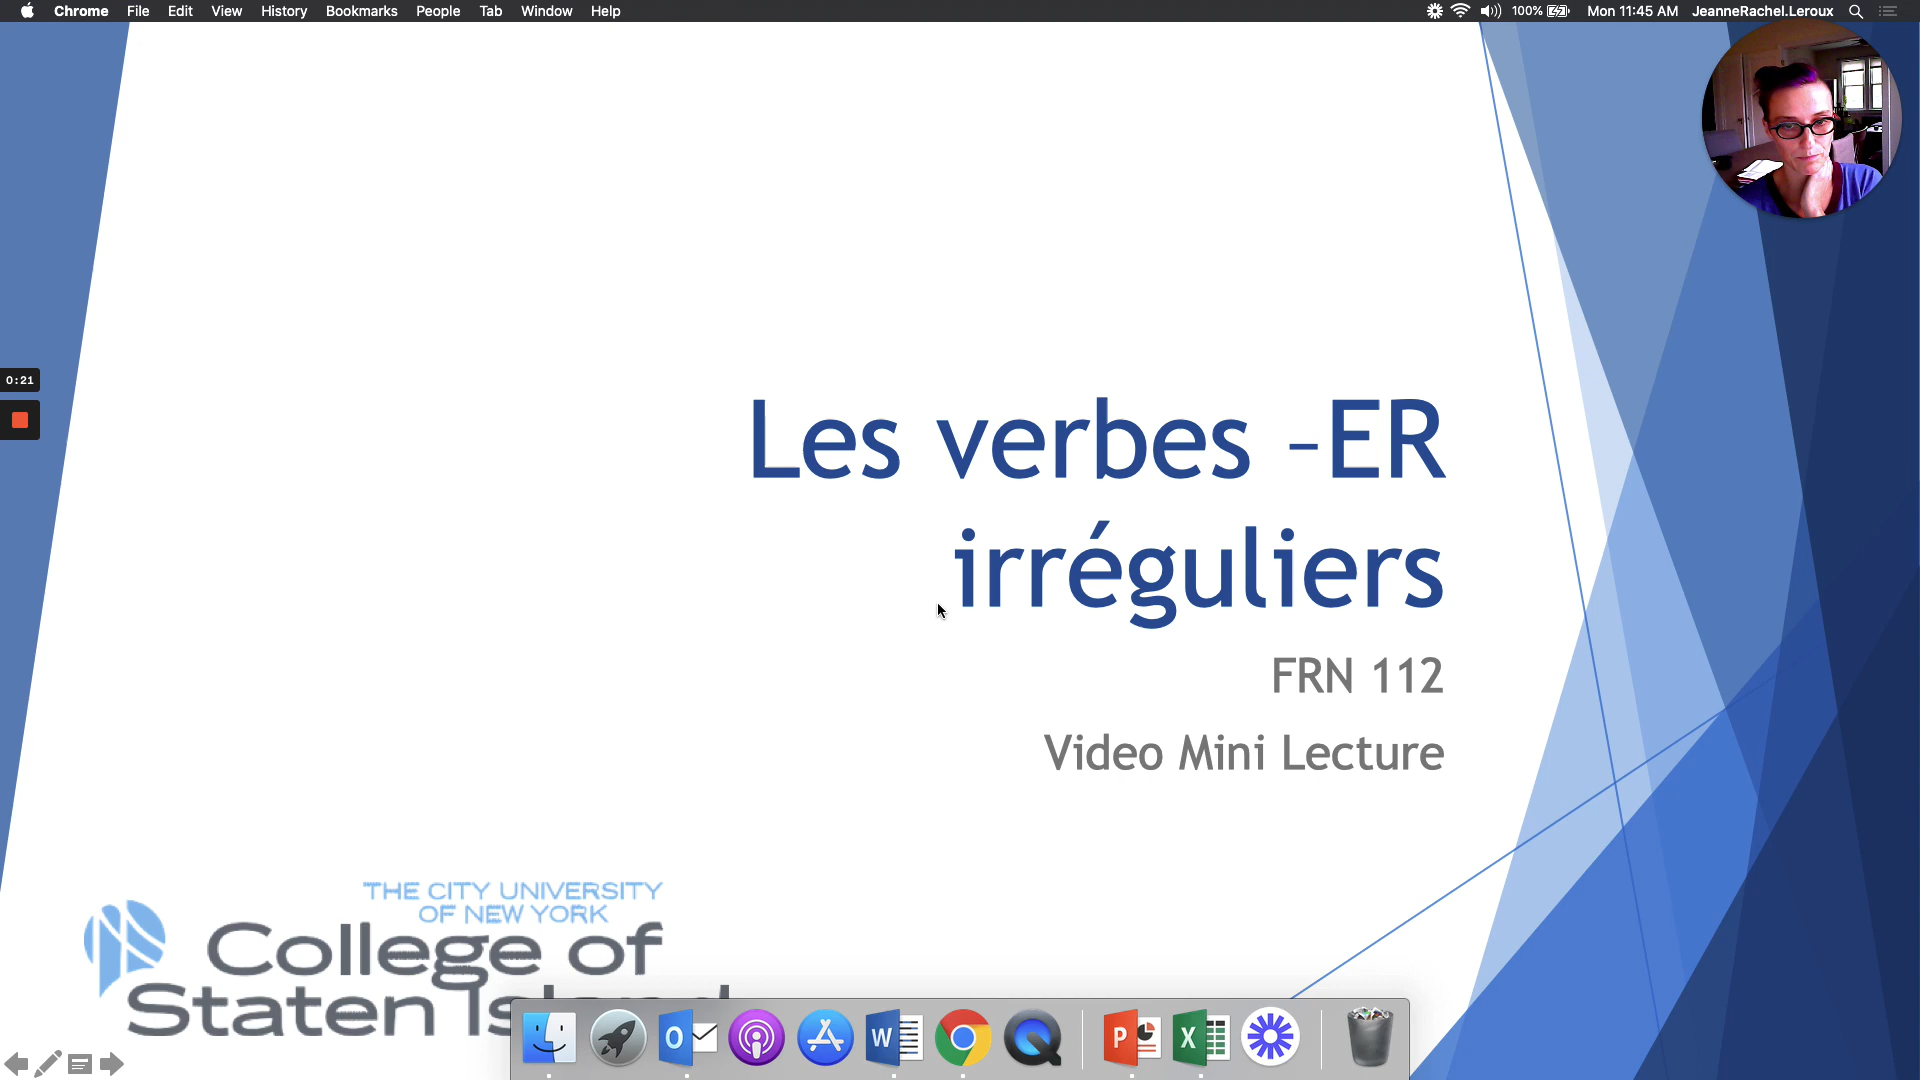 Chrome File Edit View History Bookmarks People Tab Window Help 100% Mon 11:45 AM JeanneRachel.Leroux
0:21
Les verbes –ER
irréguliers
FRN 112
Video Mini Lecture
THE CITY UNIVERSITY
OF NEW YORK
College of
Staten Island
O W P X